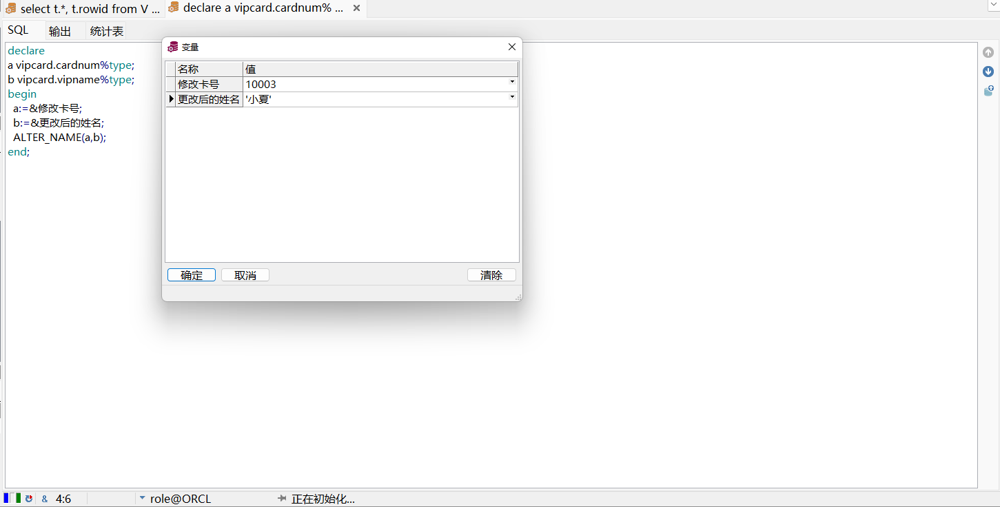 select t.*, t.rowid from V ...
declare a vipcard.cardnum% ...
SQL
输出
统计表
declare
a vipcard.cardnum%type;
b vipcard.vipname%type;
begin
a:=&修改卡号;
b:=&更改后的姓名;
ALTER_NAME(a,b);
end;
变量
名称 值
修改卡号 10003
更改后的姓名 '小夏'
确定 取消 清除
& 4:6 role@ORCL 正在初始化...